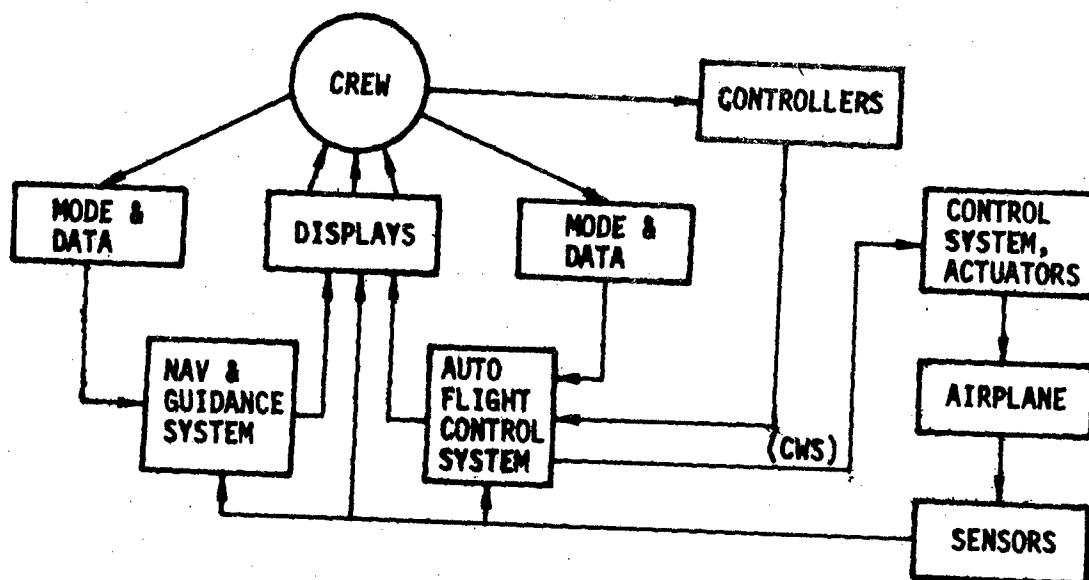 CREW
CONTROLLERS
MODE &
DATA
DISPLAYS
MODE &
DATA
CONTROL
SYSTEM,
ACTUATORS
NAV &
GUIDANCE
SYSTEM
AUTO
FLIGHT
CONTROL
SYSTEM
AIRPLANE
(CWS)
SENSORS